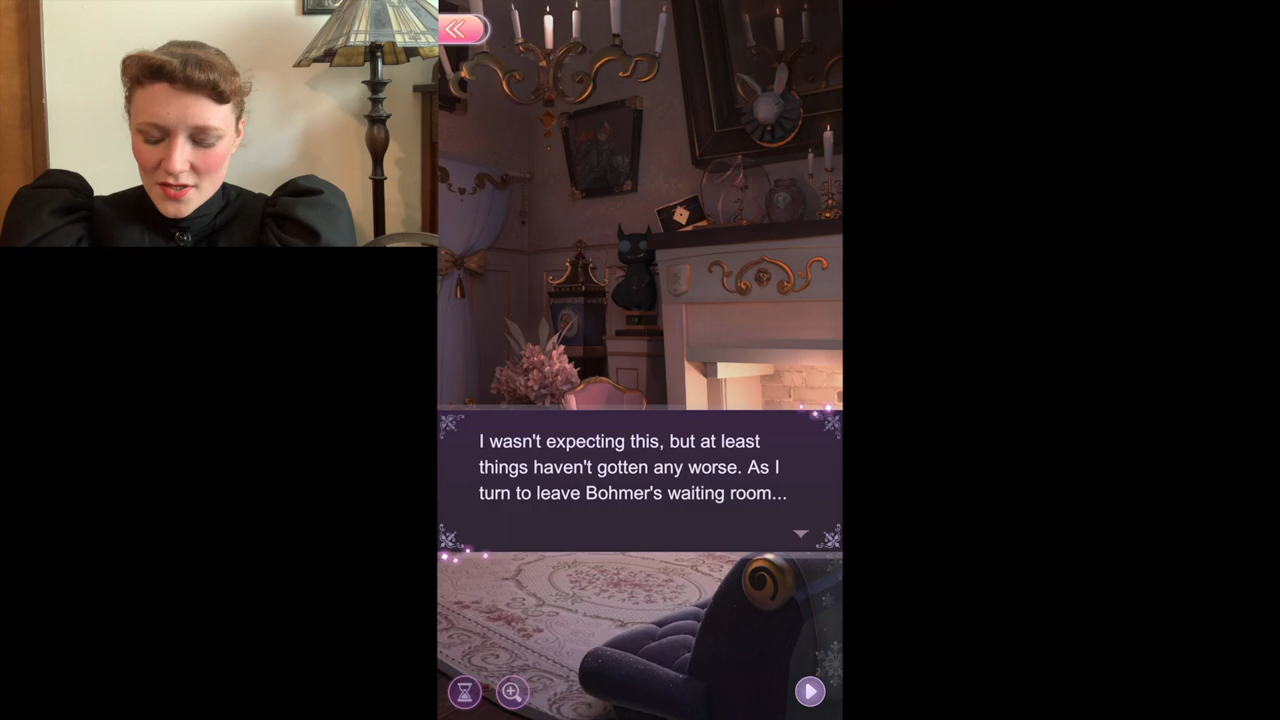 I wasn't expecting this, but at least
things haven't gotten any worse. As I
turn to leave Bohmer's waiting room...